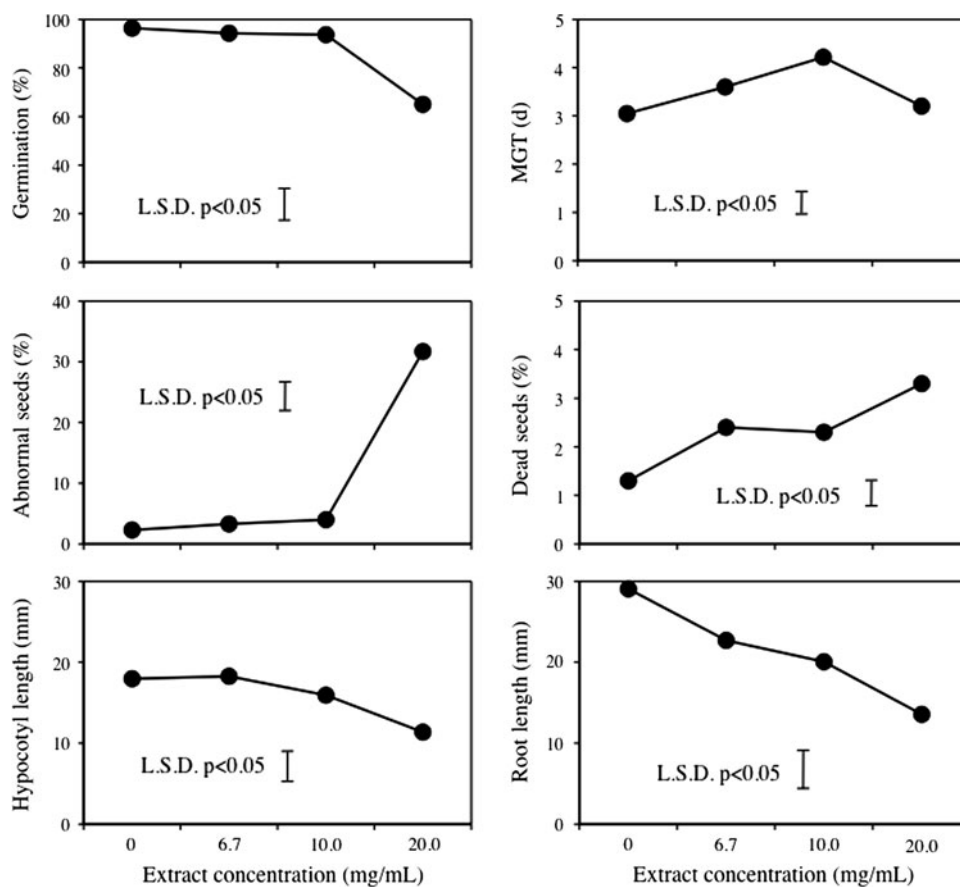 Germination (%)
100
80
60
40
20
0
L.S.D. p<0.05
MGT (d)
5
4
3
2
1
0
L.S.D. p<0.05
Abnormal seeds (%)
40
30
20
10
0
L.S.D. p<0.05
Dead seeds (%)
5
4
3
2
1
0
L.S.D. p<0.05
Hypocotyl length (mm)
30
20
10
0
L.S.D. p<0.05
0 6.7 10.0 20.0
Extract concentration (mg/mL)
Root length (mm)
30
20
10
0
L.S.D. p<0.05
0 6.7 10.0 20.0
Extract concentration (mg/mL)